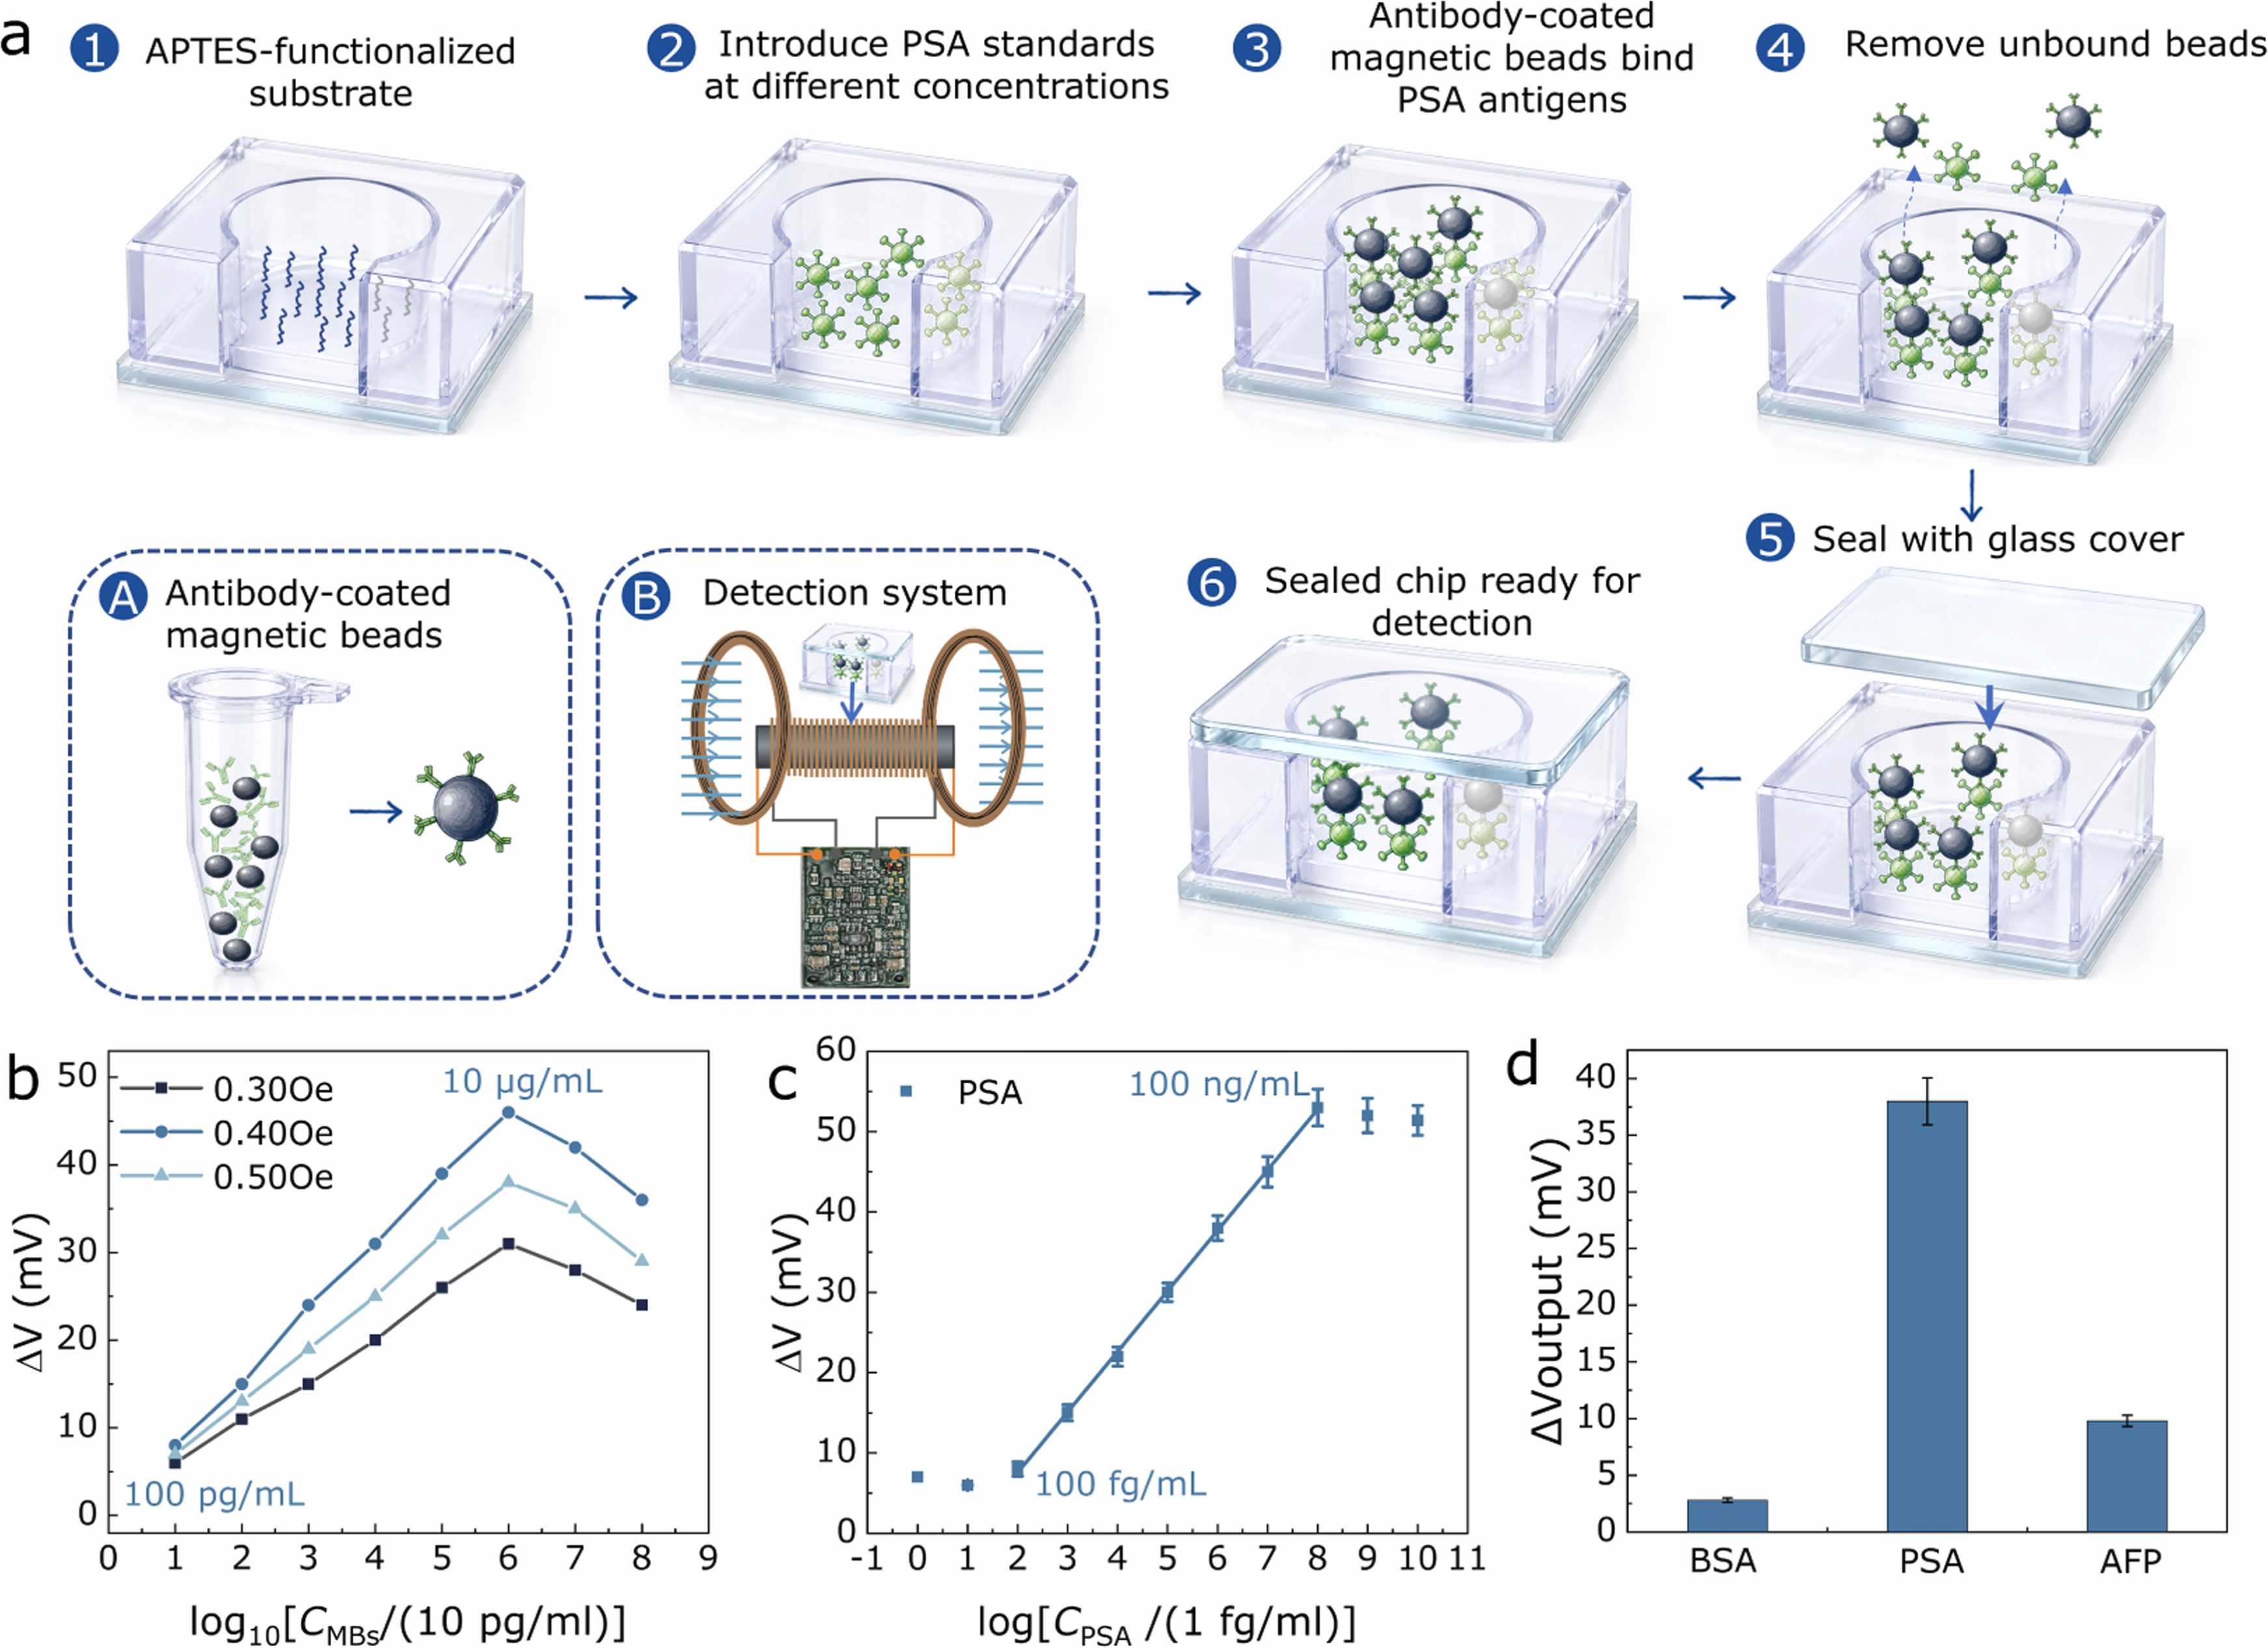 a
1 APTES-functionalized
substrate
2 Introduce PSA standards
at different concentrations
3 Antibody-coated
magnetic beads bind
PSA antigens
4 Remove unbound beads
5 Seal with glass cover
6 Sealed chip ready for
detection
A Antibody-coated
magnetic beads
B Detection system
b
50
40
30
20
10
0
ΔV (mV)
0.30Oe
0.40Oe
0.50Oe
10 μg/mL
100 pg/mL
0 1 2 3 4 5 6 7 8 9
log₁₀[C_MBs/(10 pg/ml)]
c
60
50
40
30
20
10
0
ΔV (mV)
PSA
100 ng/mL
100 fg/mL
-1 0 1 2 3 4 5 6 7 8 9 10 11
log[C_PSA /(1 fg/ml)]
d
40
35
30
25
20
15
10
5
0
ΔVoutput (mV)
BSA PSA AFP